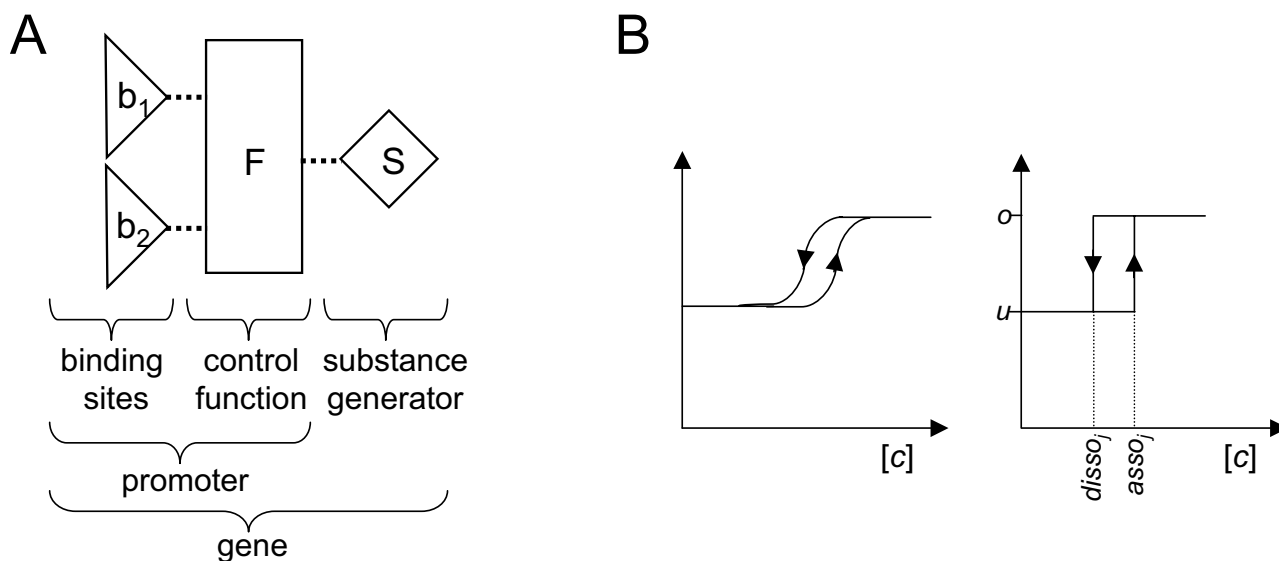 A
b1
b2
F
S
binding
sites
control
function
substance
generator
promoter
gene
B
[c]
o
u
dissoj
assoj
[c]